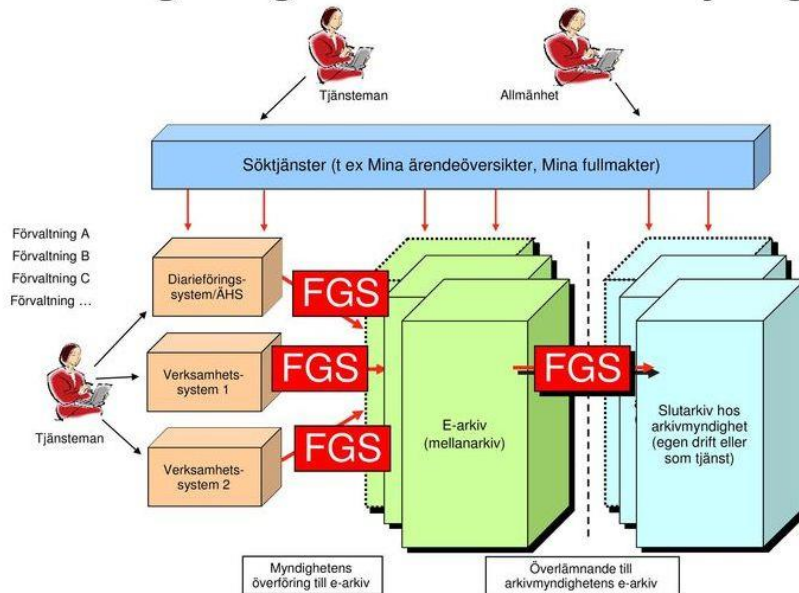 Tjänsteman
Allmänhet
Söktjänster (t ex Mina ärendeöversikter, Mina fullmakter)
Förvaltning A
Förvaltning B
Förvaltning C
Förvaltning ...
Diarieförings-
system/ÄHS
FGS
Verksamhets-
system 1
FGS
FGS
Tjänsteman
Verksamhets-
system 2
FGS
E-arkiv
(mellanarkiv)
Slutarkiv hos
arkivmyndighet
(egen drift eller
som tjänst)
Myndighetens
överföring till e-arkiv
Överlämnande till
arkivmyndighetens e-arkiv